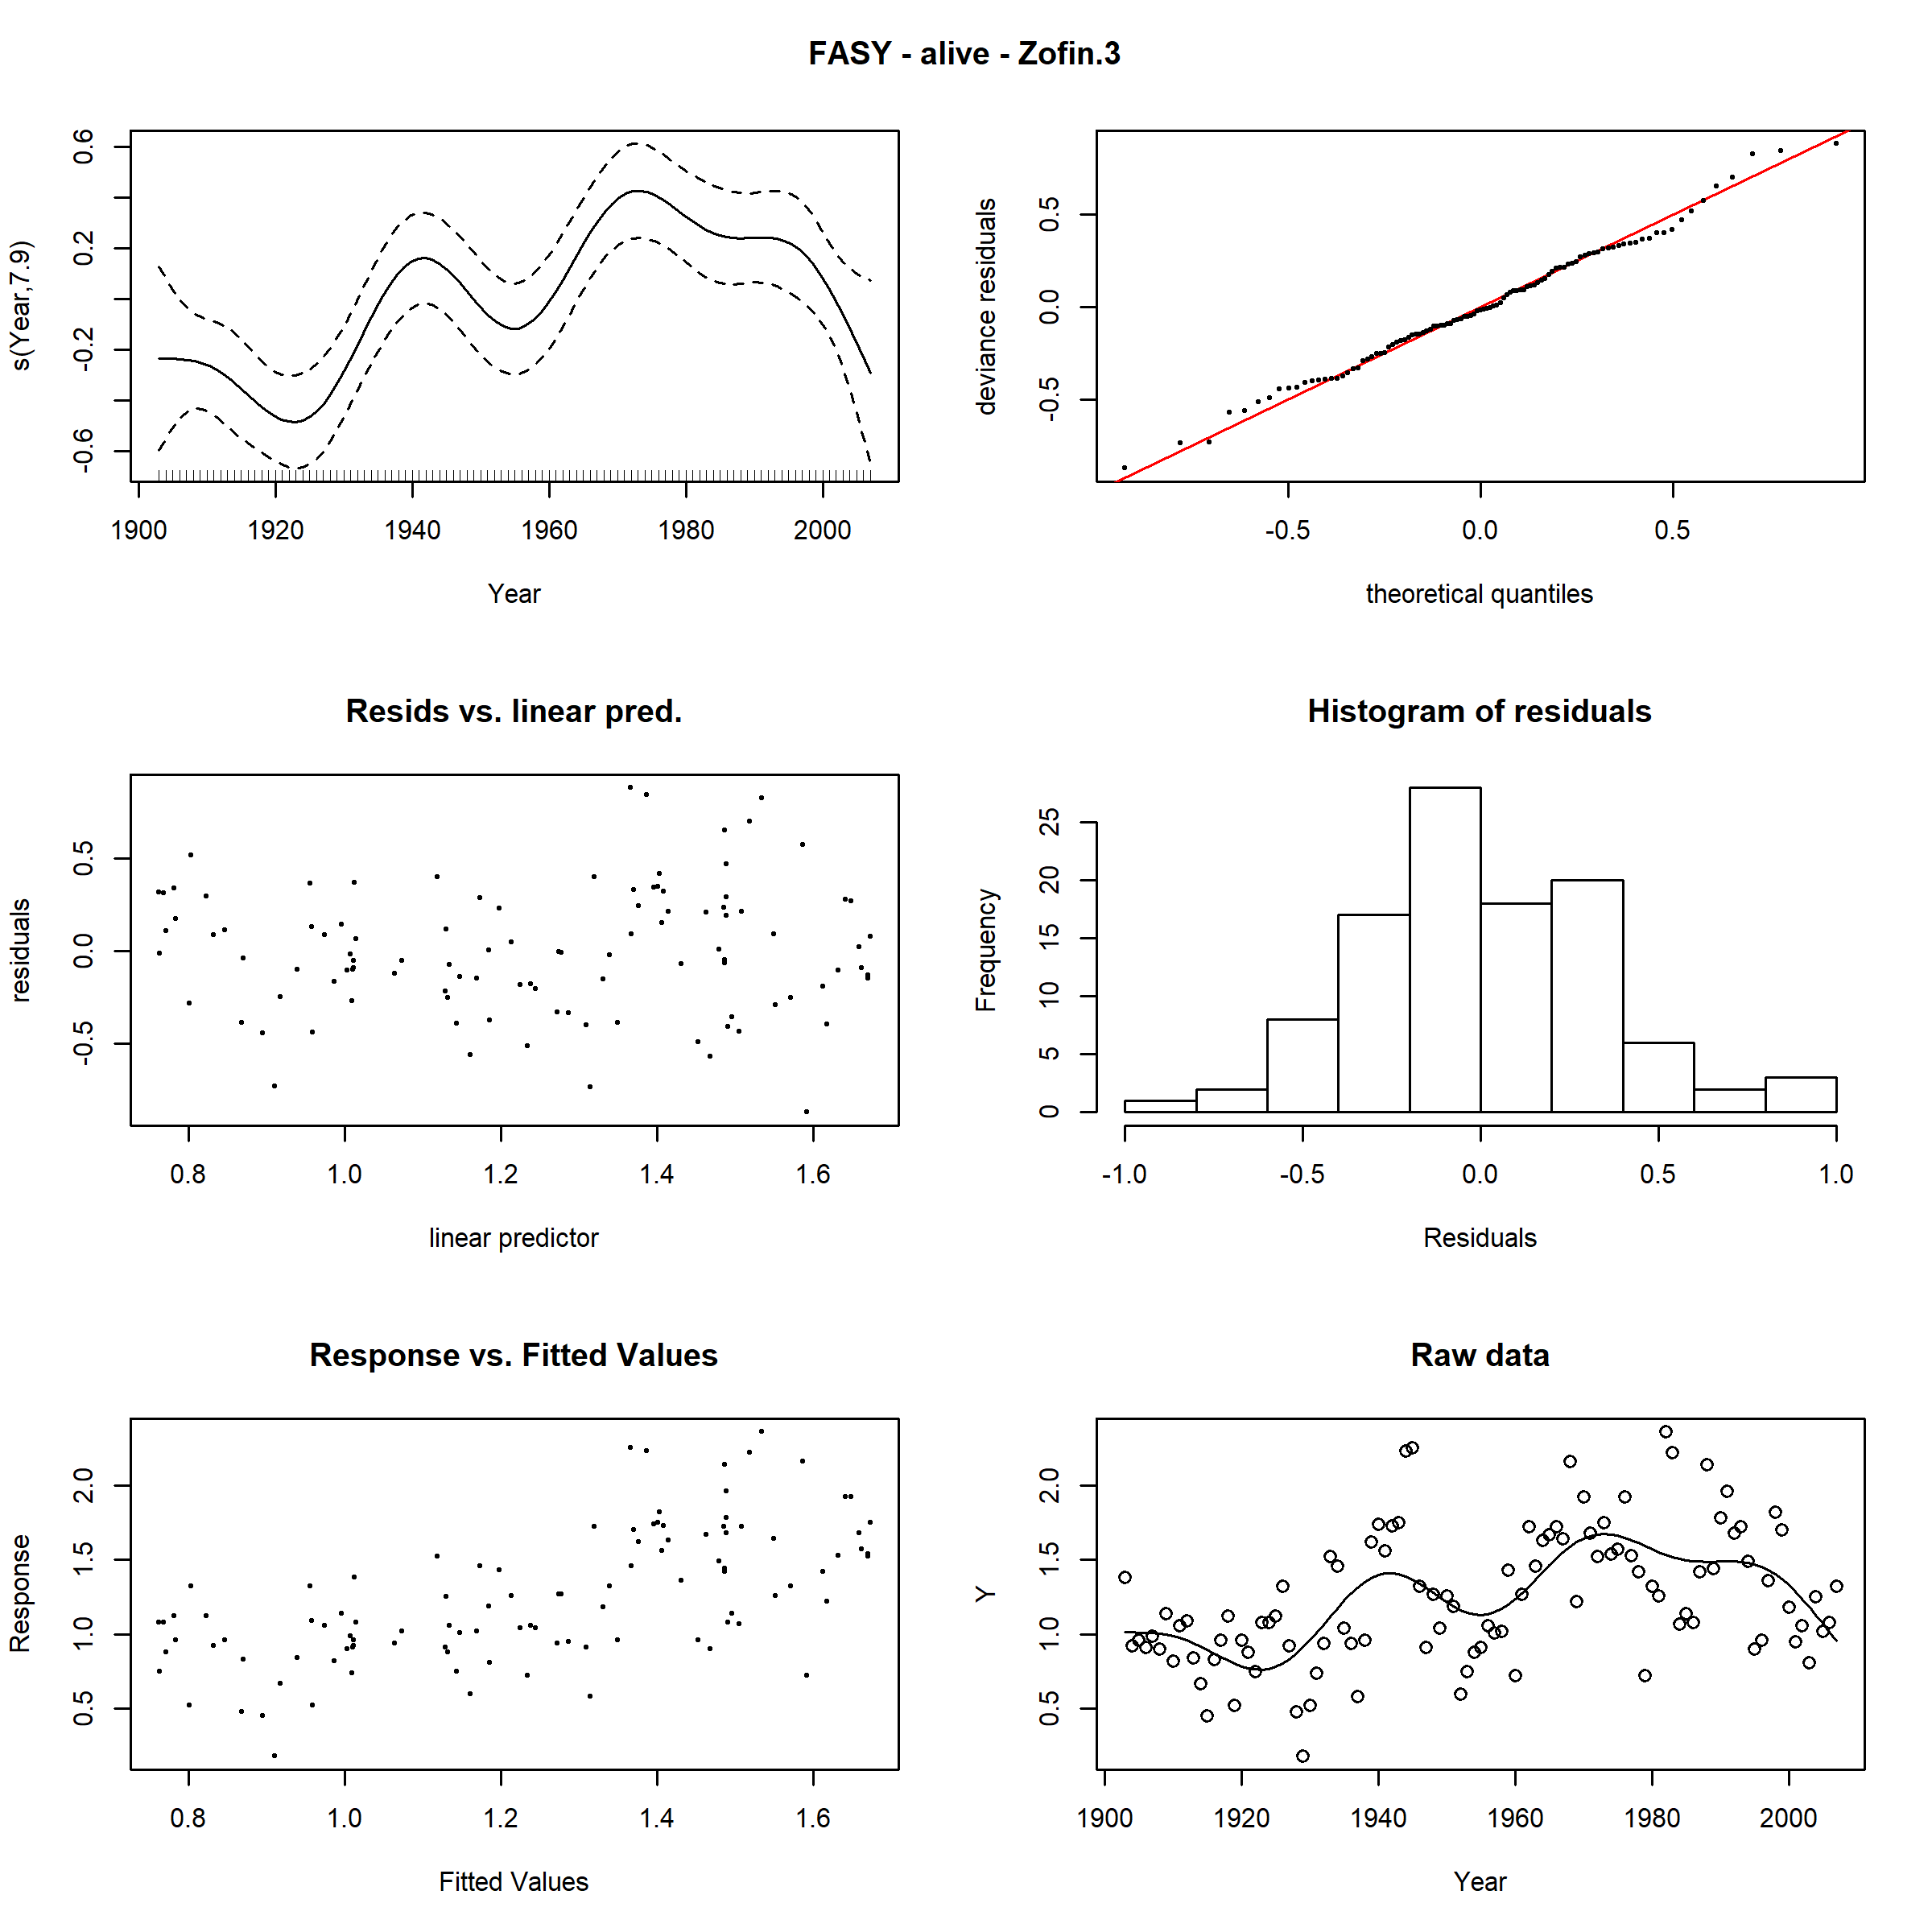 FASY - alive - Zofin.3
s(Year,7.9)
0.6
0.2
-0.2
-0.6
1900 1920 1940 1960 1980 2000
Year
deviance residuals
0.5
0.0
-0.5
-0.5 0.0 0.5
theoretical quantiles
Resids vs. linear pred.
residuals
0.5
0.0
-0.5
0.8 1.0 1.2 1.4 1.6
linear predictor
Histogram of residuals
Frequency
25
20
15
10
5
0
-1.0 -0.5 0.0 0.5 1.0
Residuals
Response vs. Fitted Values
Response
2.0
1.5
1.0
0.5
0.8 1.0 1.2 1.4 1.6
Fitted Values
Raw data
Y
2.0
1.5
1.0
0.5
1900 1920 1940 1960 1980 2000
Year